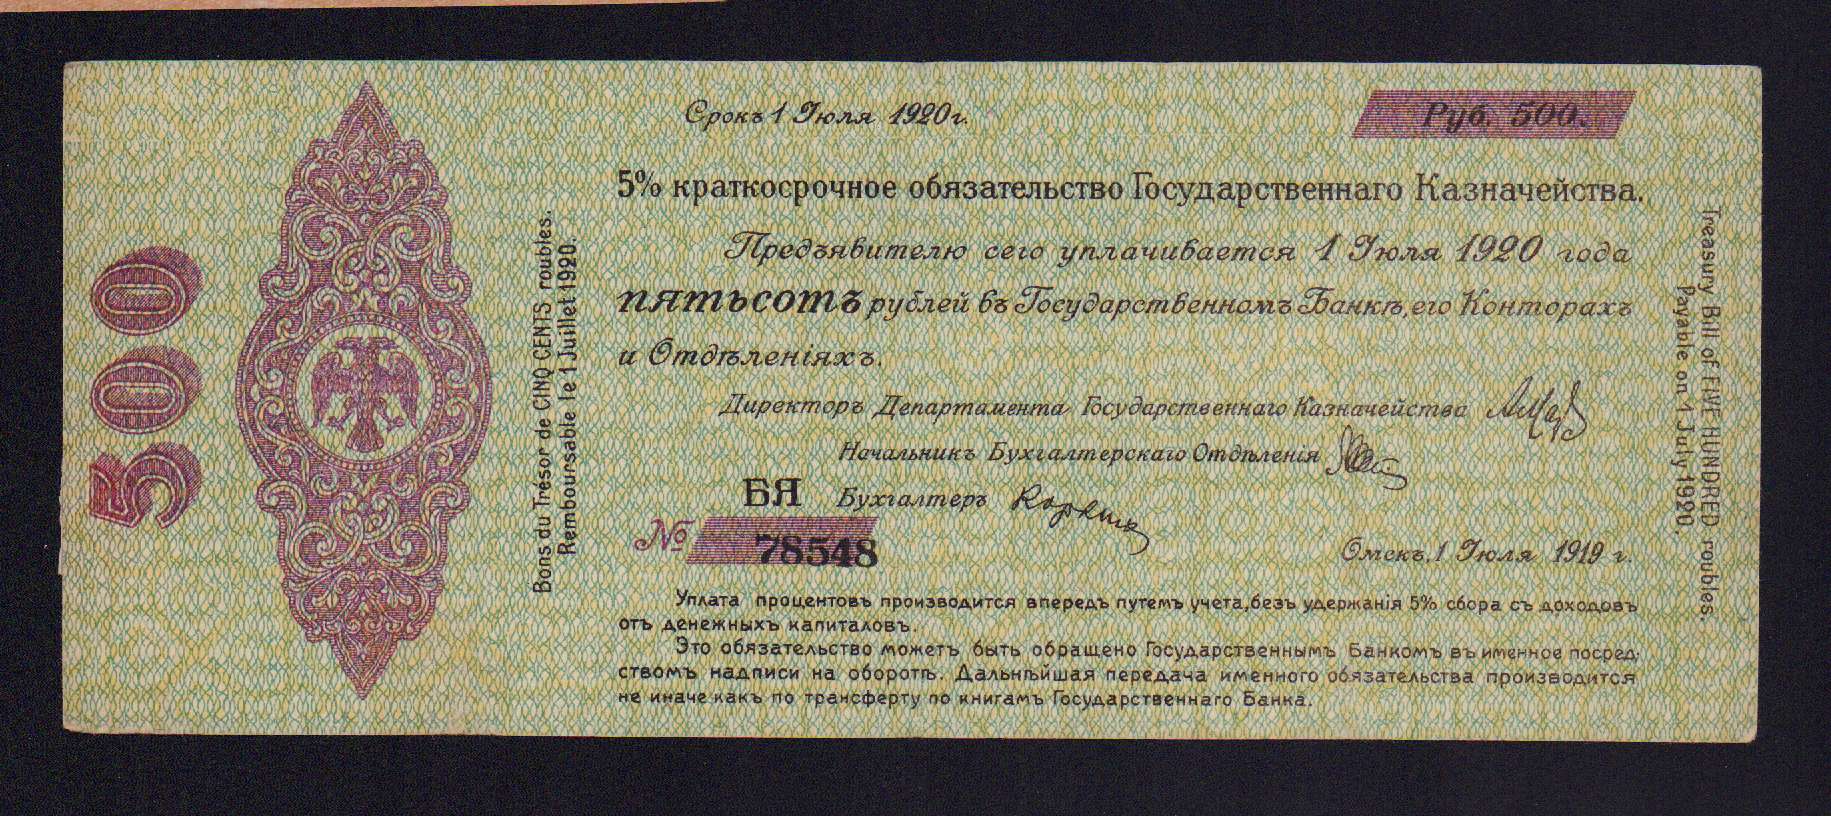 500
Bons du Trésor de CINQ CENTS roubles.
Remboursable le 1 Juillet 1920.
Срокъ 1 Іюля 1920 г.
Руб. 500.
5% краткосрочное обязательство Государственнаго Казначейства.
Предъявителю сего уплачивается 1 Іюля 1920 года
пятьсотъ рублей въ Государственномъ Банкѣ, его Конторахъ
и Отдѣленіяхъ.
Директоръ Департамента Государственнаго Казначейства
Начальникъ Бухгалтерскаго Отдѣленія
БЯ Бухгалтеръ
№ 78548
Омскъ, 1 Іюля 1919 г.
Уплата процентовъ производится впередъ путемъ учета, безъ удержанія 5% сбора съ доходовъ
отъ денежныхъ капиталовъ.
Это обязательство можетъ быть обращено Государственнымъ Банкомъ въ именное посред-
ствомъ надписи на оборотѣ. Дальнѣйшая передача именного обязательства производится
не иначе какъ по трансферту по книгамъ Государственнаго Банка.
Treasury Bill of FIVE HUNDRED roubles.
Payable on 1 July 1920.